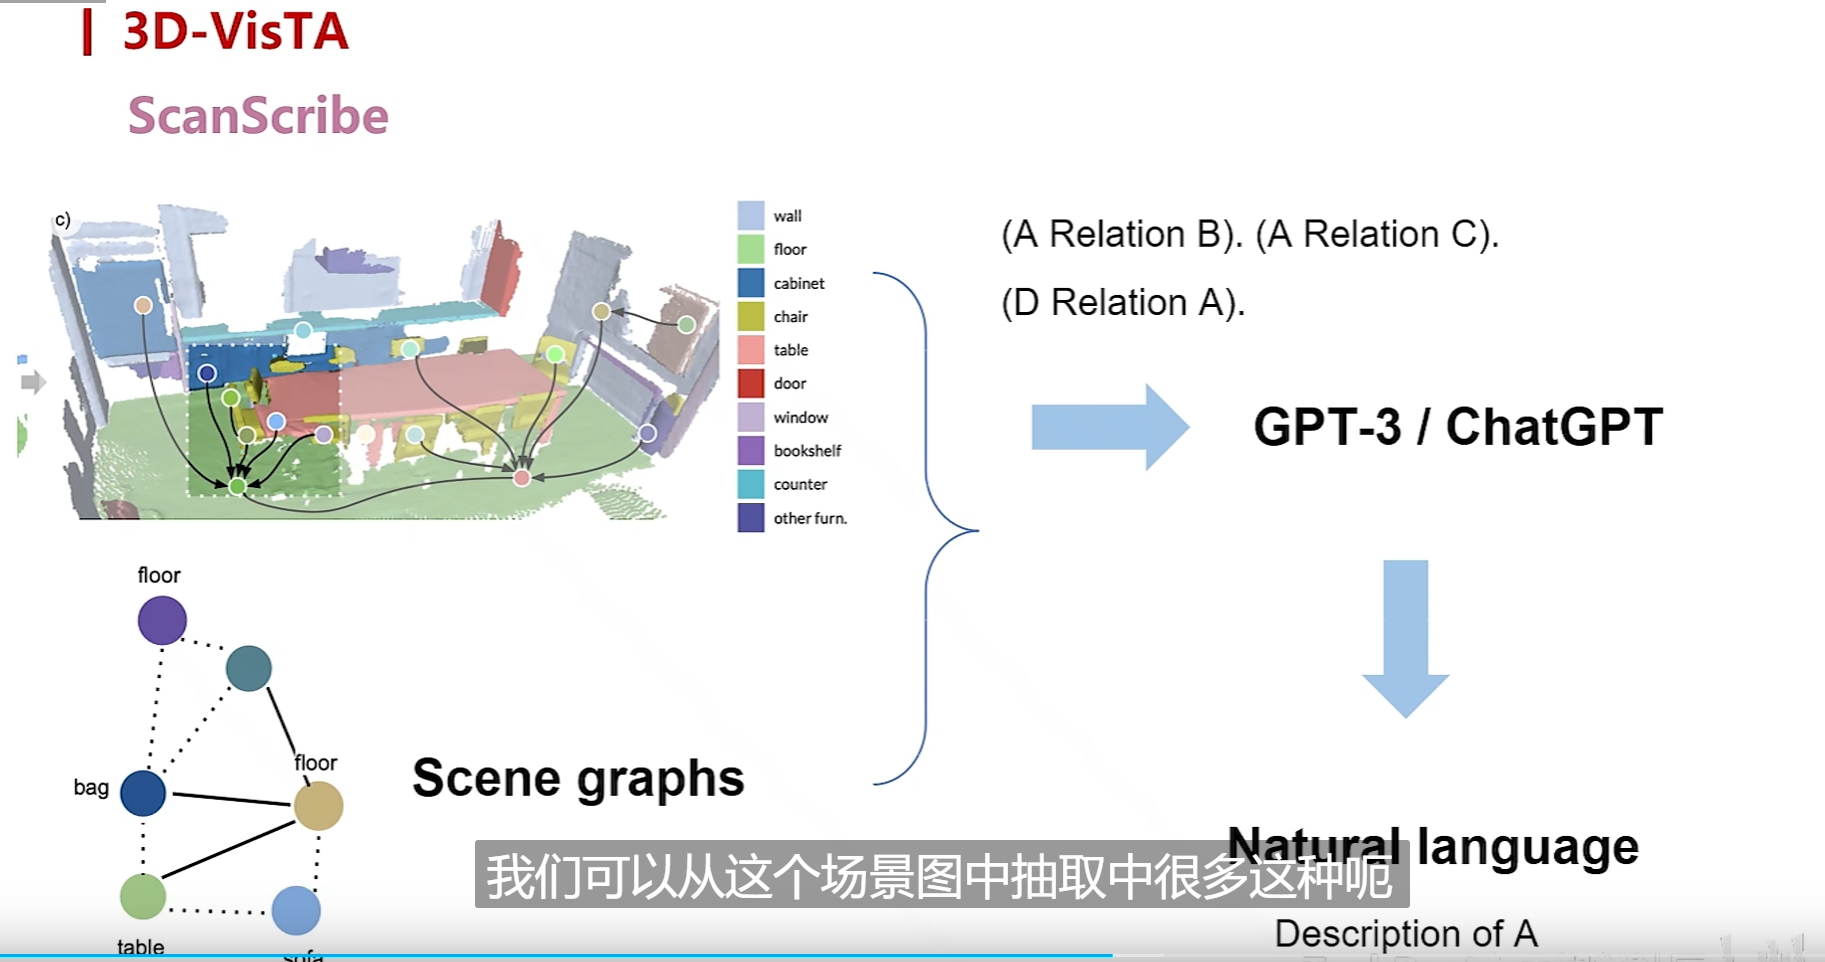 3D-VisTA
ScanScribe
c)
wall
floor
cabinet
chair
table
door
window
bookshelf
counter
other furn.
(A Relation B). (A Relation C).
(D Relation A).
GPT-3 / ChatGPT
floor
floor
bag
table
sofa
Scene graphs
Natural language
我们可以从这个场景图中抽取中很多这种呃
Description of A